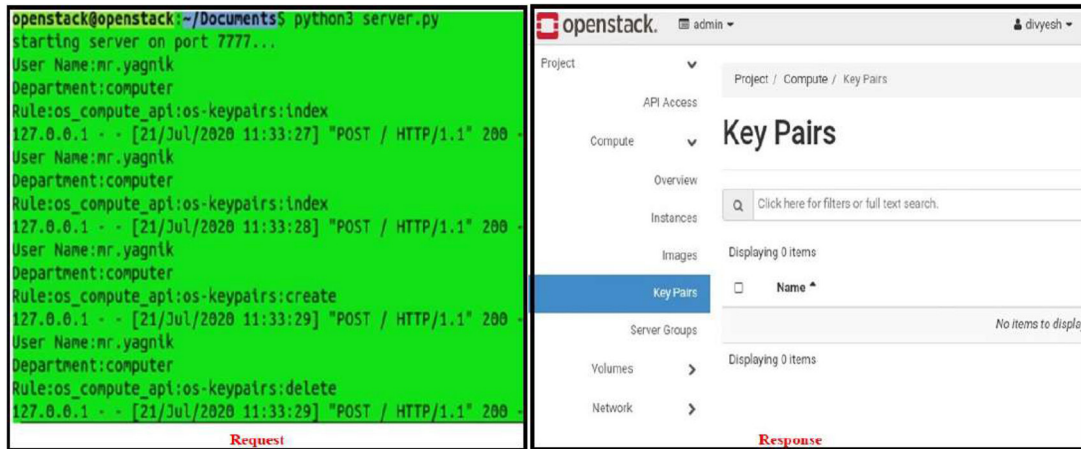 openstack@openstack:~/Documents$ python3 server.py
starting server on port 7777...
User Name:mr.yagnik
Department:computer
Rule:os_compute_api:os-keypairs:index
127.0.0.1 - - [21/Jul/2020 11:33:27] "POST / HTTP/1.1" 200 -
User Name:mr.yagnik
Department:computer
Rule:os_compute_api:os-keypairs:index
127.0.0.1 - - [21/Jul/2020 11:33:28] "POST / HTTP/1.1" 200 -
User Name:mr.yagnik
Department:computer
Rule:os_compute_api:os-keypairs:create
127.0.0.1 - - [21/Jul/2020 11:33:29] "POST / HTTP/1.1" 200 -
User Name:mr.yagnik
Department:computer
Rule:os_compute_api:os-keypairs:delete
127.0.0.1 - - [21/Jul/2020 11:33:29] "POST / HTTP/1.1" 200 -
Request
openstack. admin divyesh
Project
API Access
Compute
Overview
Instances
Images
Key Pairs
Server Groups
Volumes
Network
Project / Compute / Key Pairs
Key Pairs
Click here for filters or full text search.
Displaying 0 items
Name
No items to displa
Displaying 0 items
Response